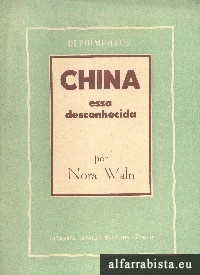 DEPOIMENTOS
CHINA
essa
desconhecida
por
Nora Waln
alfarrabista.eu